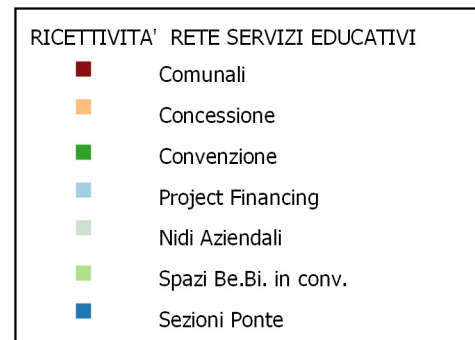 RICETTIVITA' RETE SERVIZI EDUCATIVI
Comunali
Concessione
Convenzione
Project Financing
Nidi Aziendali
Spazi Be.Bi. in conv.
Sezioni Ponte